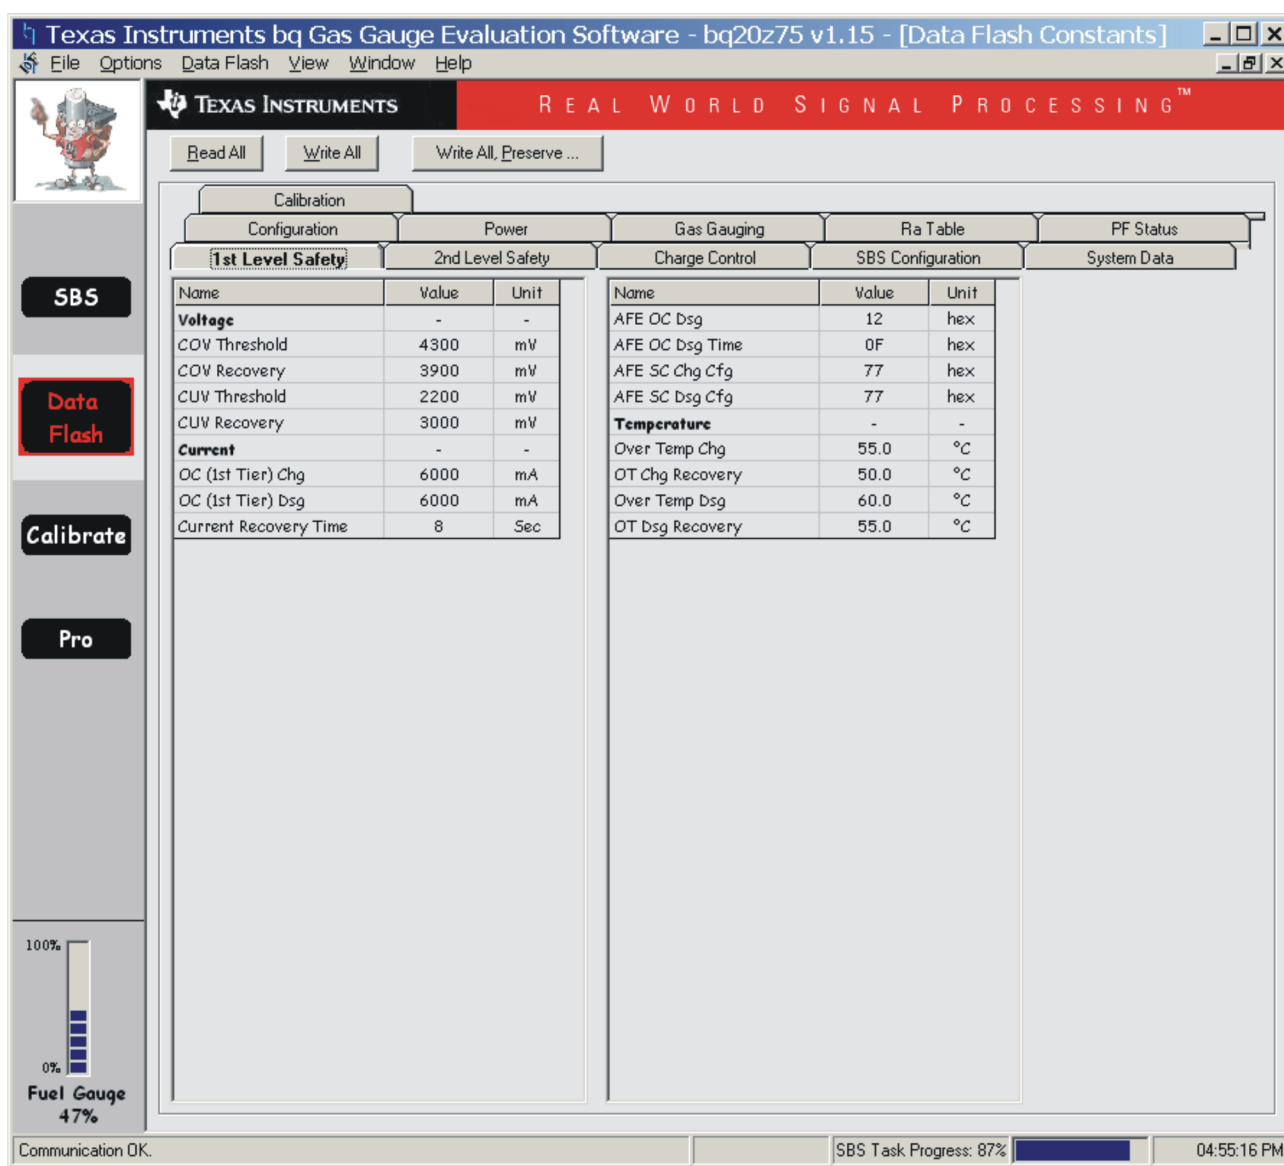 Texas Instruments bq Gas Gauge Evaluation Software - bq20z75 v1.15 - [Data Flash Constants]
File Options Data Flash View Window Help
TEXAS INSTRUMENTS REAL WORLD SIGNAL PROCESSING™
Read All Write All Write All, Preserve ...
Calibration
Configuration Power Gas Gauging Ra Table PF Status
1st Level Safety 2nd Level Safety Charge Control SBS Configuration System Data
SBS
Data
Flash
Calibrate
Pro
Name Value Unit
Voltage - -
COV Threshold 4300 mV
COV Recovery 3900 mV
CUV Threshold 2200 mV
CUV Recovery 3000 mV
Current - -
OC (1st Tier) Chg 6000 mA
OC (1st Tier) Dsg 6000 mA
Current Recovery Time 8 Sec
Name Value Unit
AFE OC Dsg 12 hex
AFE OC Dsg Time 0F hex
AFE SC Chg Cfg 77 hex
AFE SC Dsg Cfg 77 hex
Temperature - -
Over Temp Chg 55.0 °C
OT Chg Recovery 50.0 °C
Over Temp Dsg 60.0 °C
OT Dsg Recovery 55.0 °C
100%
0%
Fuel Gauge
47%
Communication OK. SBS Task Progress: 87% 04:55:16 PM